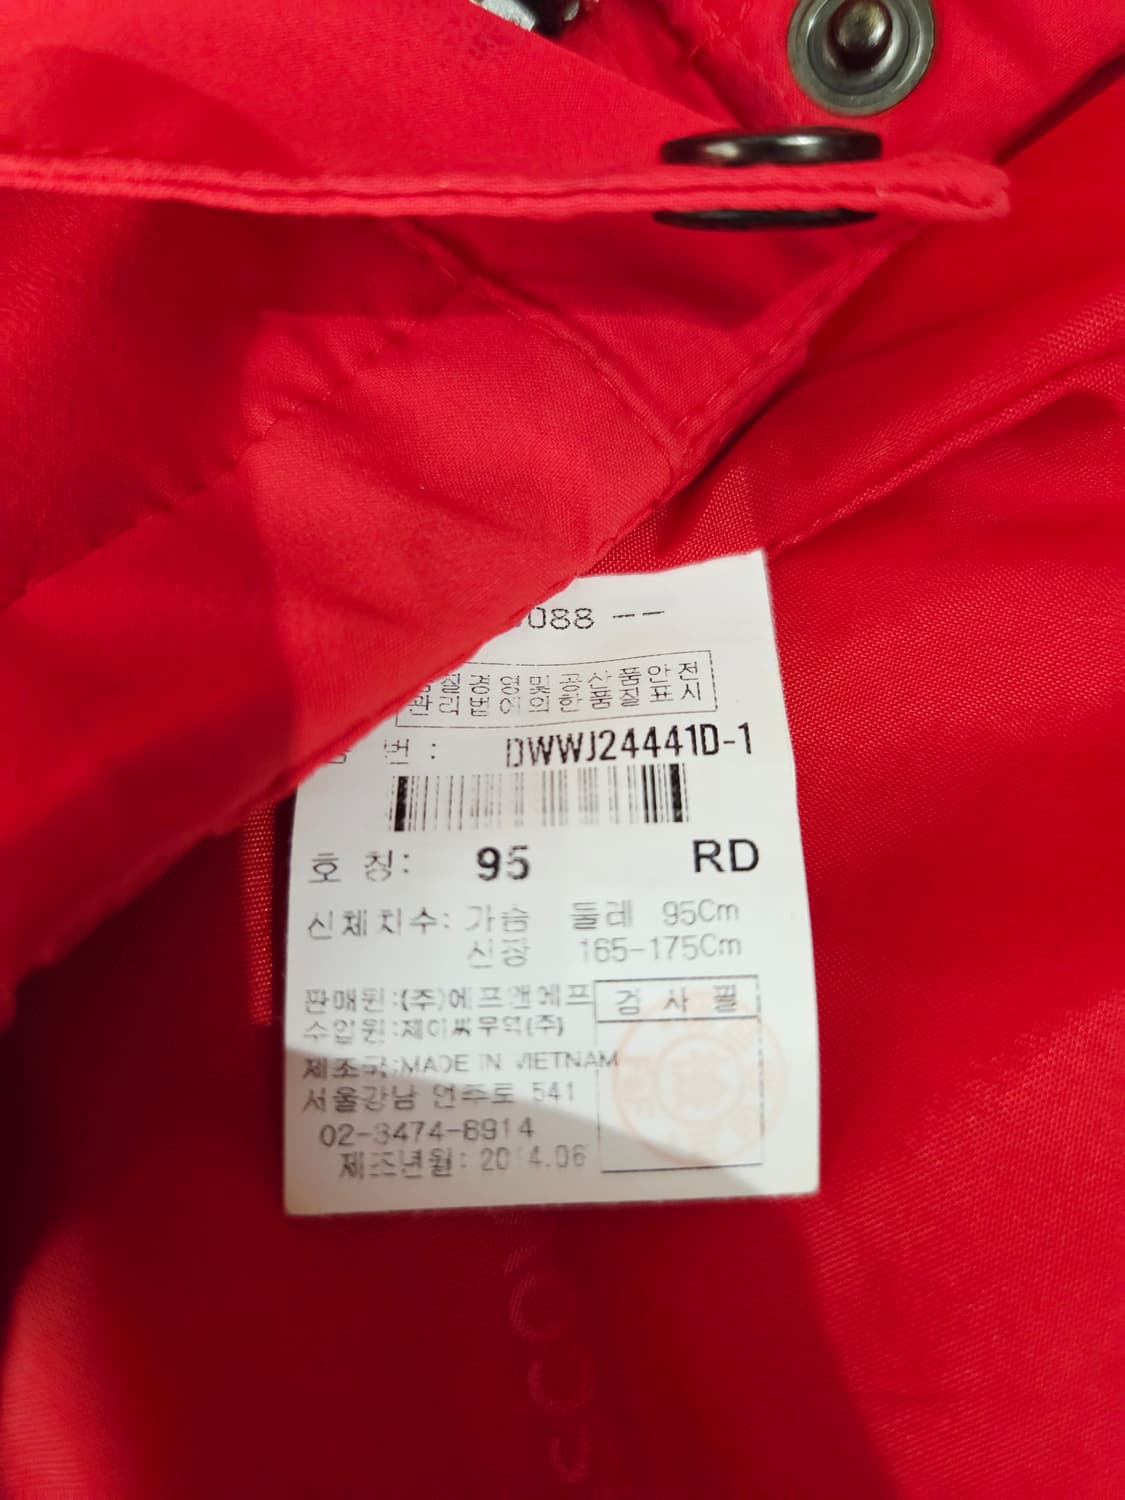 088 --
품질경영및공산품안전
관리법에의한품질표시
품 번 : DWWJ24441D-1
호 칭: 95 RD
신체치수: 가슴 둘레 95Cm
신장 165-175Cm
판매원:(주)에프앤에프 검 사 필
수입원:제이씨무역(주)
제조국:MADE IN VIETNAM
서울강남 언주로 541
02-3474-8914
제조년월: 2014.06